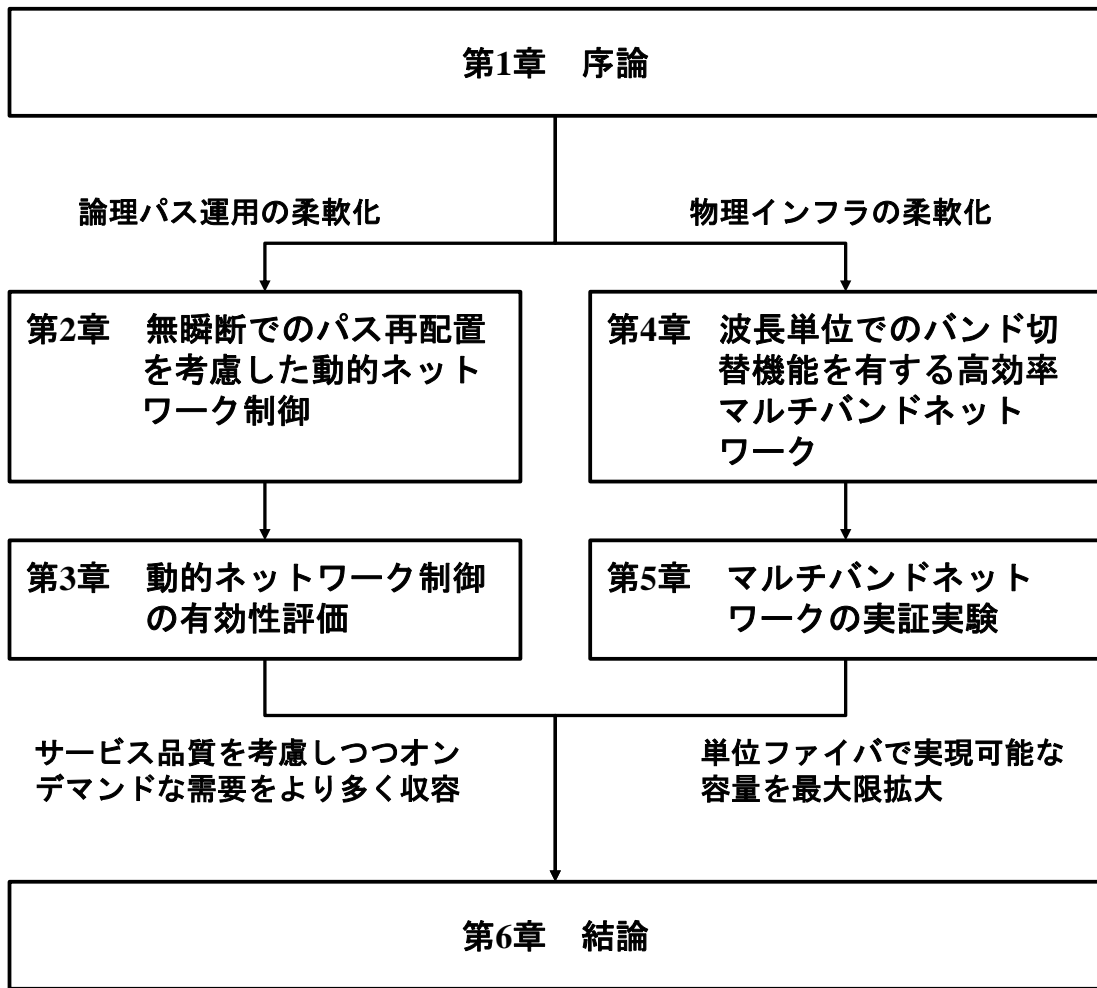 第1章　序論
論理パス運用の柔軟化
物理インフラの柔軟化
第2章　無瞬断でのパス再配置
を考慮した動的ネット
ワーク制御
第4章　波長単位でのバンド切
替機能を有する高効率
マルチバンドネット
ワーク
第3章　動的ネットワーク制御
の有効性評価
第5章　マルチバンドネット
ワークの実証実験
サービス品質を考慮しつつオン
デマンドな需要をより多く収容
単位ファイバで実現可能な
容量を最大限拡大
第6章　結論